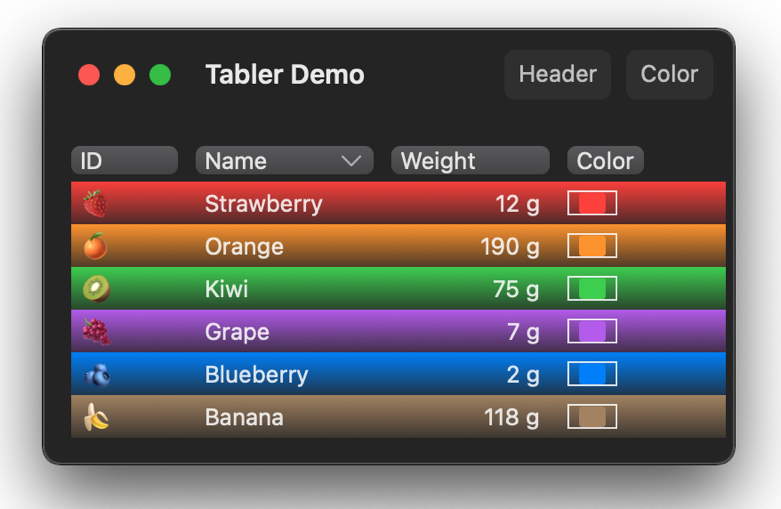 Tabler Demo Header Color
ID Name Weight Color
Strawberry 12 g
Orange 190 g
Kiwi 75 g
Grape 7 g
Blueberry 2 g
Banana 118 g